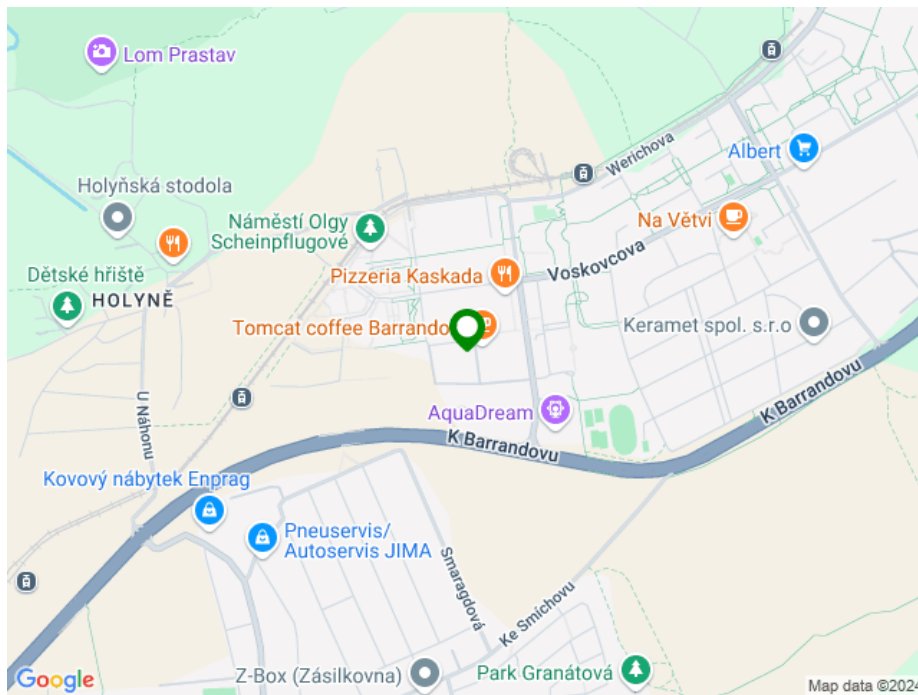 Lom Prastav
Werichova
Albert
Holyňská stodola
Náměstí Olgy
Scheinpflugové
Na Větvi
Voskovcova
Pizzeria Kaskada
Dětské hřiště
HOLYNĚ
Tomcat coffee Barrando
Keramet spol. s.r.o
U Náhonu
AquaDream
K Barrandovu
K Barrandovu
Kovový nábytek Enprag
Pneuservis/
Autoservis JIMA
Smaragdová
Ke Smíchovu
Z-Box (Zásilkovna)
Park Granátová
Google
Map data ©2024